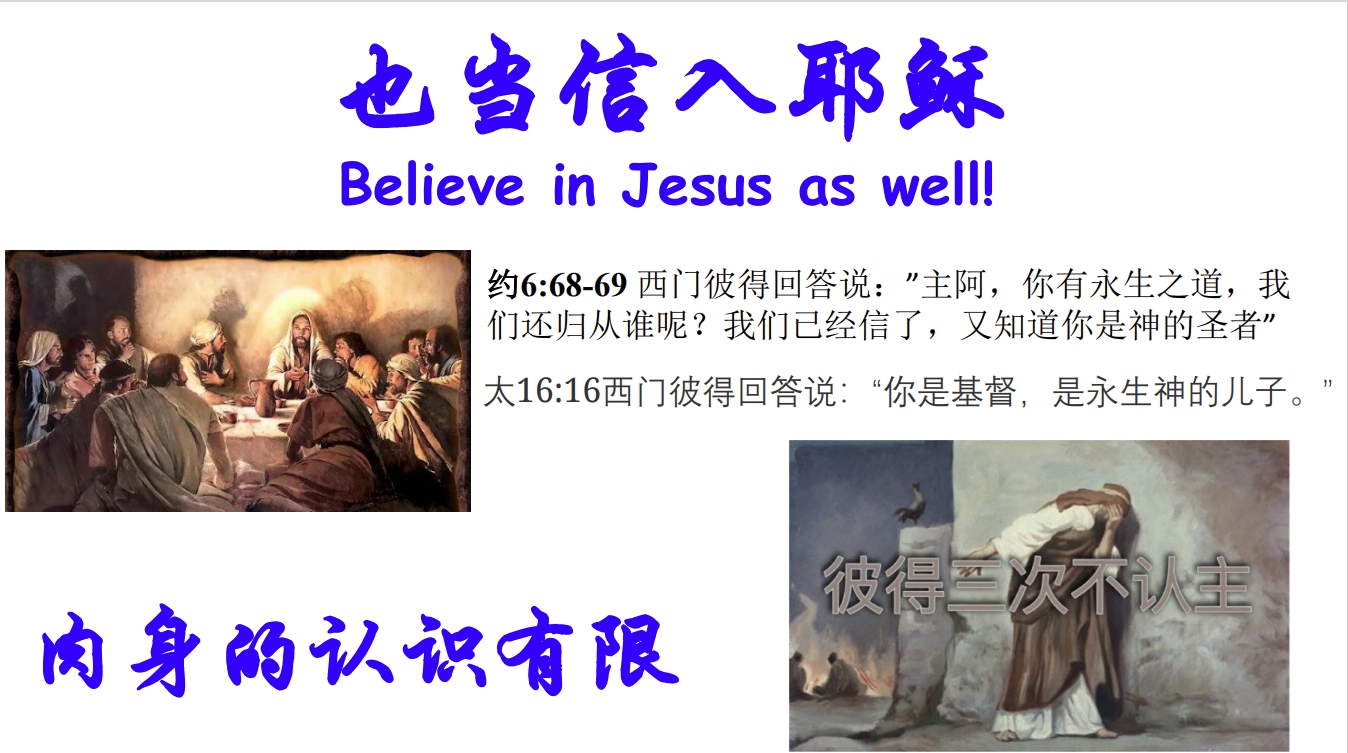 也当信入耶稣
Believe in Jesus as well!
约6:68-69 西门彼得回答说：”主阿，你有永生之道，我
们还归从谁呢？我们已经信了，又知道你是神的圣者”
太16:16西门彼得回答说：“你是基督，是永生神的儿子。”
彼得三次不认主
肉身的认识有限